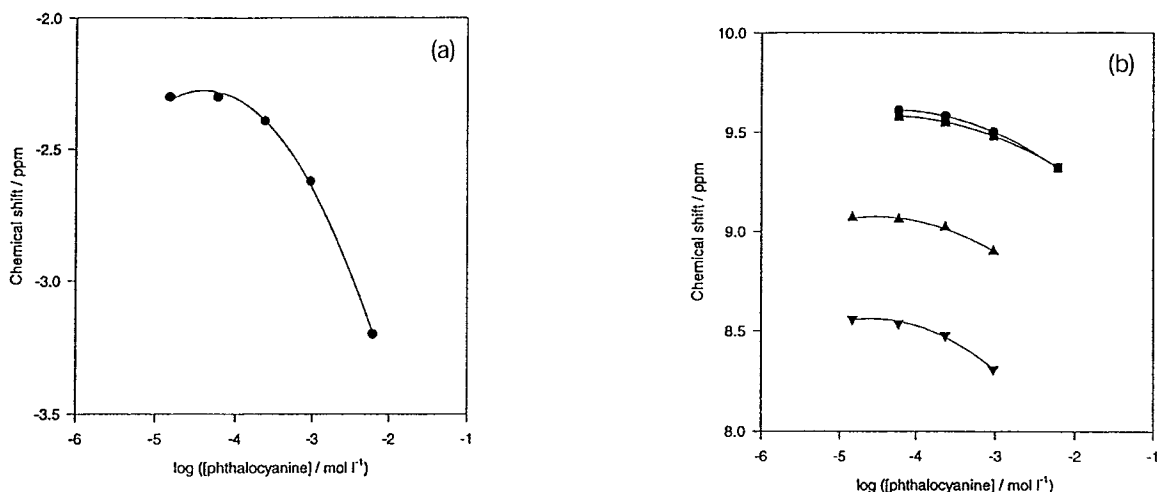 (a)
-2.0
-2.5
-3.0
-3.5
Chemical shift / ppm
-6 -5 -4 -3 -2 -1
log ([phthalocyanine] / mol l⁻¹)
(b)
10.0
9.5
9.0
8.5
8.0
Chemical shift / ppm
-6 -5 -4 -3 -2 -1
log ([phthalocyanine] / mol l⁻¹)